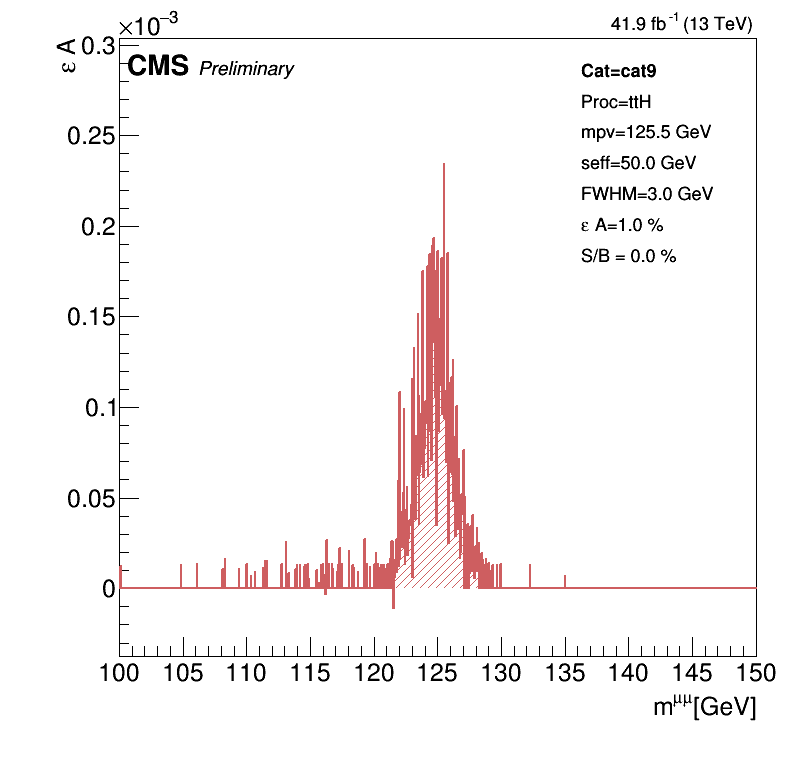 ×10⁻³
41.9 fb⁻¹ (13 TeV)
ε A
CMS Preliminary
Cat=cat9
Proc=ttH
mpv=125.5 GeV
seff=50.0 GeV
FWHM=3.0 GeV
ε A=1.0 %
S/B = 0.0 %
0.3
0.25
0.2
0.15
0.1
0.05
0
100 105 110 115 120 125 130 135 140 145 150
m^μμ[GeV]